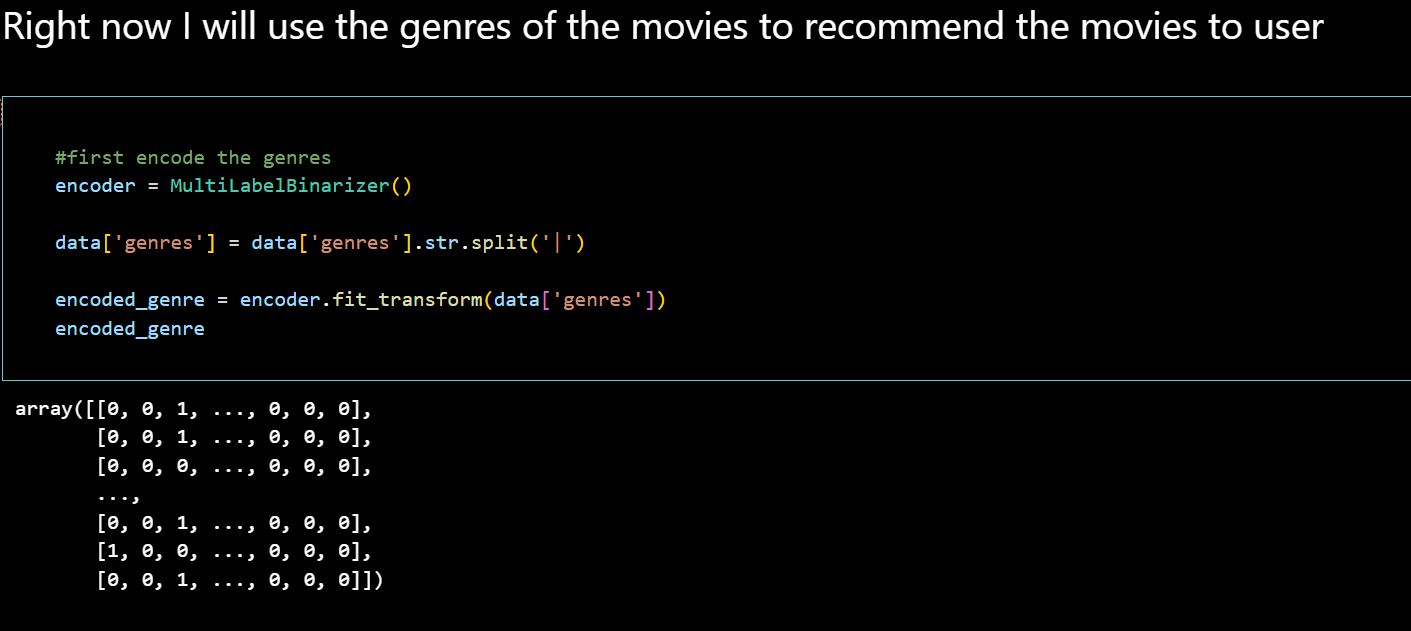 Right now I will use the genres of the movies to recommend the movies to user
#first encode the genres
encoder = MultiLabelBinarizer()
data['genres'] = data['genres'].str.split('|')
encoded_genre = encoder.fit_transform(data['genres'])
encoded_genre
array([[0, 0, 1, ..., 0, 0, 0],
[0, 0, 1, ..., 0, 0, 0],
[0, 0, 0, ..., 0, 0, 0],
...,
[0, 0, 1, ..., 0, 0, 0],
[1, 0, 0, ..., 0, 0, 0],
[0, 0, 1, ..., 0, 0, 0]])